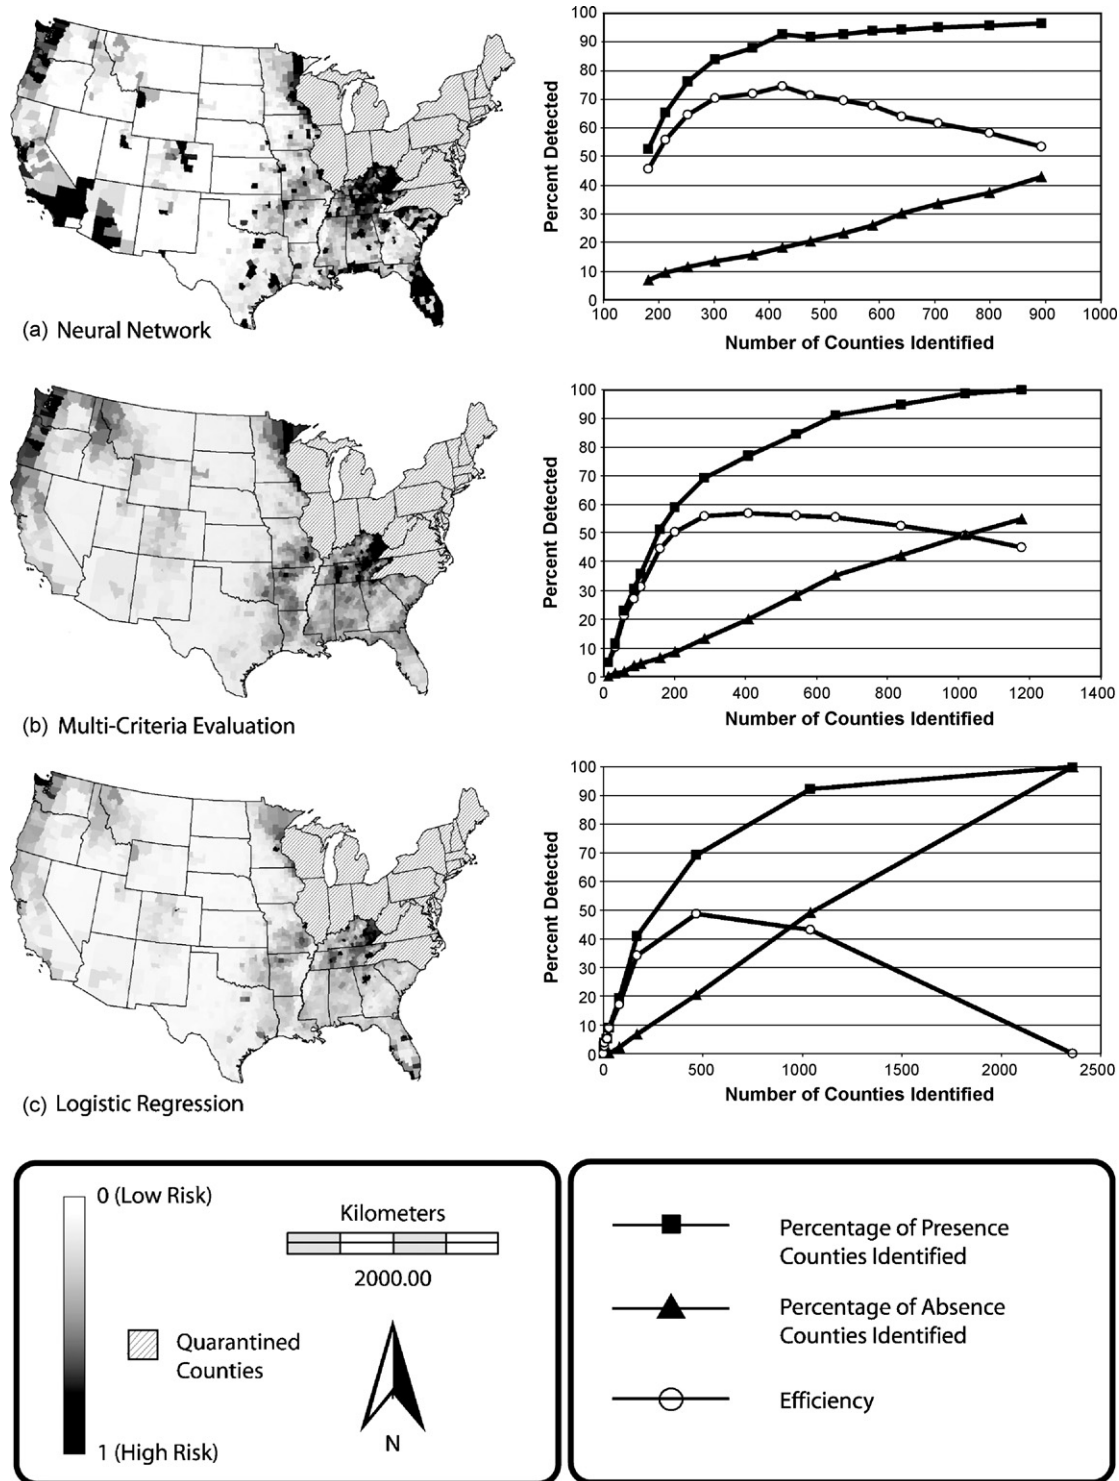 100
90
80
70
60
50
40
30
20
10
0
Percent Detected
100 200 300 400 500 600 700 800 900 1000
Number of Counties Identified
(a) Neural Network
100
90
80
70
60
50
40
30
20
10
0
Percent Detected
0 200 400 600 800 1000 1200 1400
Number of Counties Identified
(b) Multi-Criteria Evaluation
100
90
80
70
60
50
40
30
20
10
0
Percent Detected
0 500 1000 1500 2000 2500
Number of Counties Identified
(c) Logistic Regression
0 (Low Risk)
1 (High Risk)
Kilometers
2000.00
Quarantined
Counties
N
Percentage of Presence
Counties Identified
Percentage of Absence
Counties Identified
Efficiency